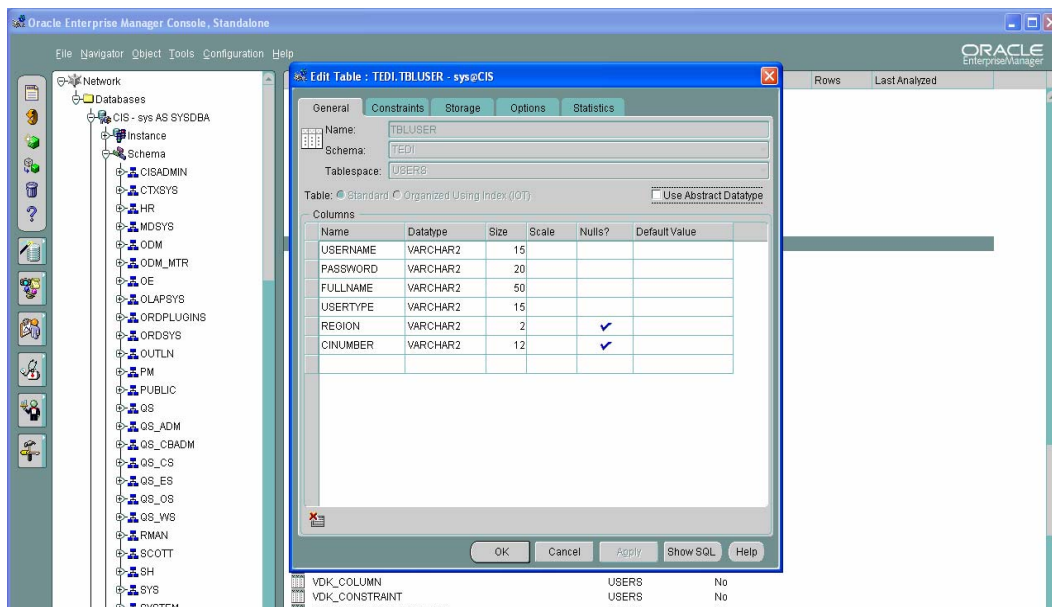 Oracle Enterprise Manager Console, Standalone
File Navigator Object Tools Configuration Help
ORACLE
Enterprise Manager
Network
Databases
CIS - sys AS SYSDBA
Instance
Schema
CISADMIN
CTXSYS
HR
MDSYS
ODM
ODM_MTR
OE
OLAPSYS
ORDPLUGINS
ORDSYS
OUTLN
PM
PUBLIC
QS
QS_ADM
QS_CBADM
QS_CS
QS_ES
QS_OS
QS_WS
RMAN
SCOTT
SH
SYS
SYSTEM
Rows Last Analyzed
Edit Table : TEDI.TBLUSER - sys@CIS
General Constraints Storage Options Statistics
Name: TBLUSER
Schema: TEDI
Tablespace: USERS
Table: Standard Organized Using Index (IOT) Use Abstract Datatype
Columns
Name Datatype Size Scale Nulls? Default Value
USERNAME VARCHAR2 15
PASSWORD VARCHAR2 20
FULLNAME VARCHAR2 50
USERTYPE VARCHAR2 15
REGION VARCHAR2 2
CINUMBER VARCHAR2 12
OK Cancel Apply Show SQL Help
VDK_COLUMN USERS No
VDK_CONSTRAINT USERS No